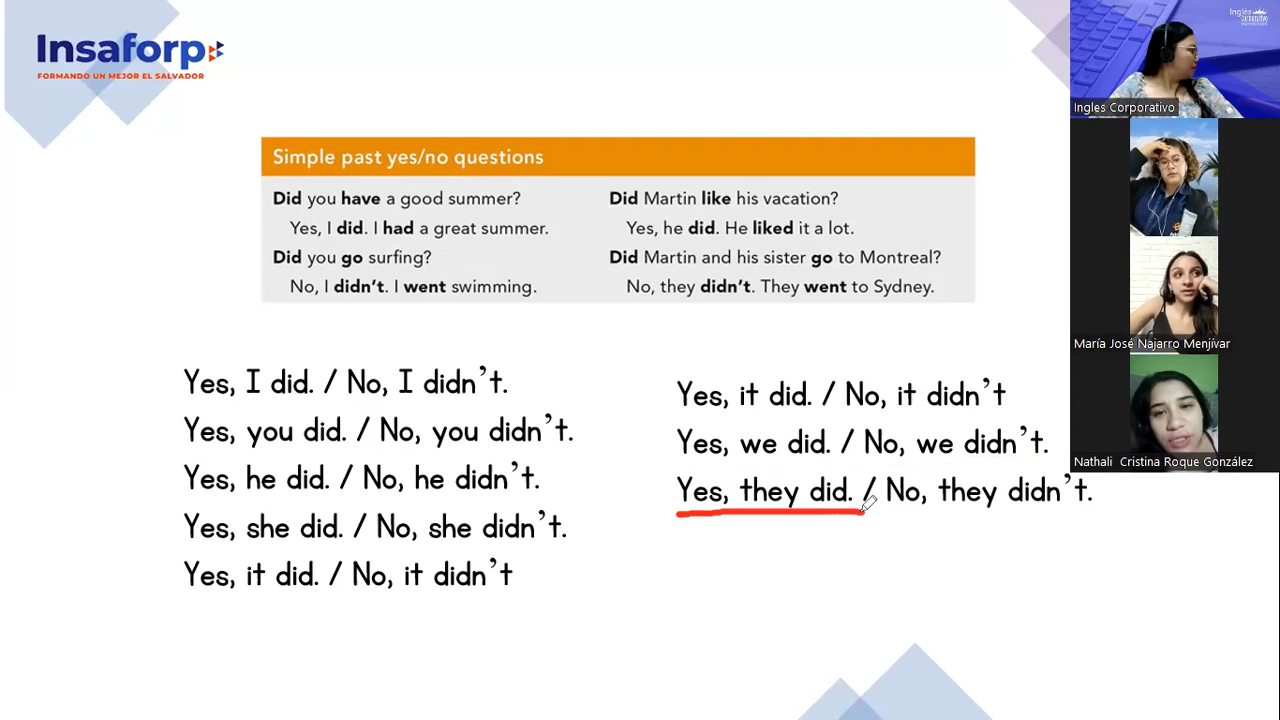 Insaforp
FORMANDO UN MEJOR EL SALVADOR
Simple past yes/no questions
Did you have a good summer?
Yes, I did. I had a great summer.
Did you go surfing?
No, I didn't. I went swimming.
Did Martin like his vacation?
Yes, he did. He liked it a lot.
Did Martin and his sister go to Montreal?
No, they didn't. They went to Sydney.
Yes, I did. / No, I didn't.
Yes, you did. / No, you didn't.
Yes, he did. / No, he didn't.
Yes, she did. / No, she didn't.
Yes, it did. / No, it didn't
Yes, it did. / No, it didn't
Yes, we did. / No, we didn't.
Yes, they did. / No, they didn't.
Ingles
Corporativo
Ingles Corporativo
María José Najarro Menjívar
Nathali Cristina Roque González